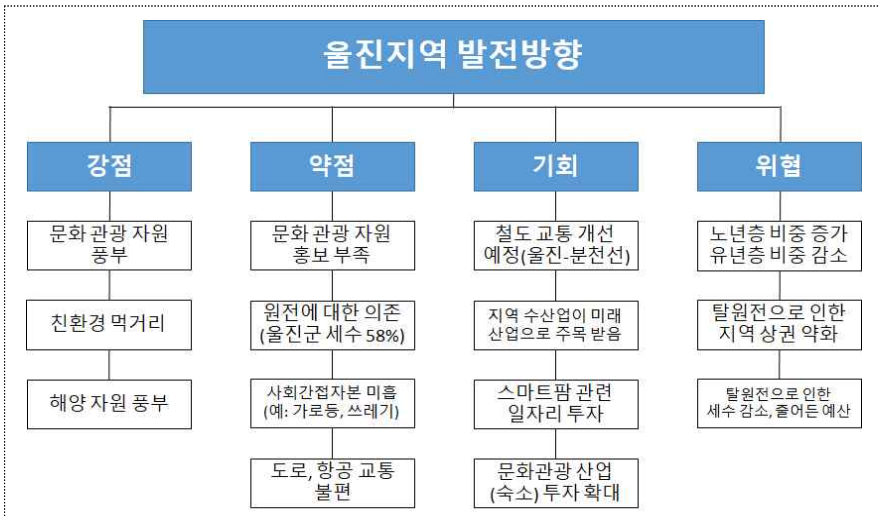 울진지역 발전방향
강점
문화 관광 자원
풍부
친환경 먹거리
해양 자원 풍부
약점
문화 관광 자원
홍보 부족
원전에 대한 의존
(울진군 세수 58%)
사회간접자본 미흡
(예: 가로등, 쓰레기)
도로, 항공 교통
불편
기회
철도 교통 개선
예정(울진-분천선)
지역 수산업이 미래
산업으로 주목 받음
스마트팜 관련
일자리 투자
문화관광 산업
(숙소) 투자 확대
위협
노년층 비중 증가
유년층 비중 감소
탈원전으로 인한
지역 상권 약화
탈원전으로 인한
세수 감소, 줄어든 예산